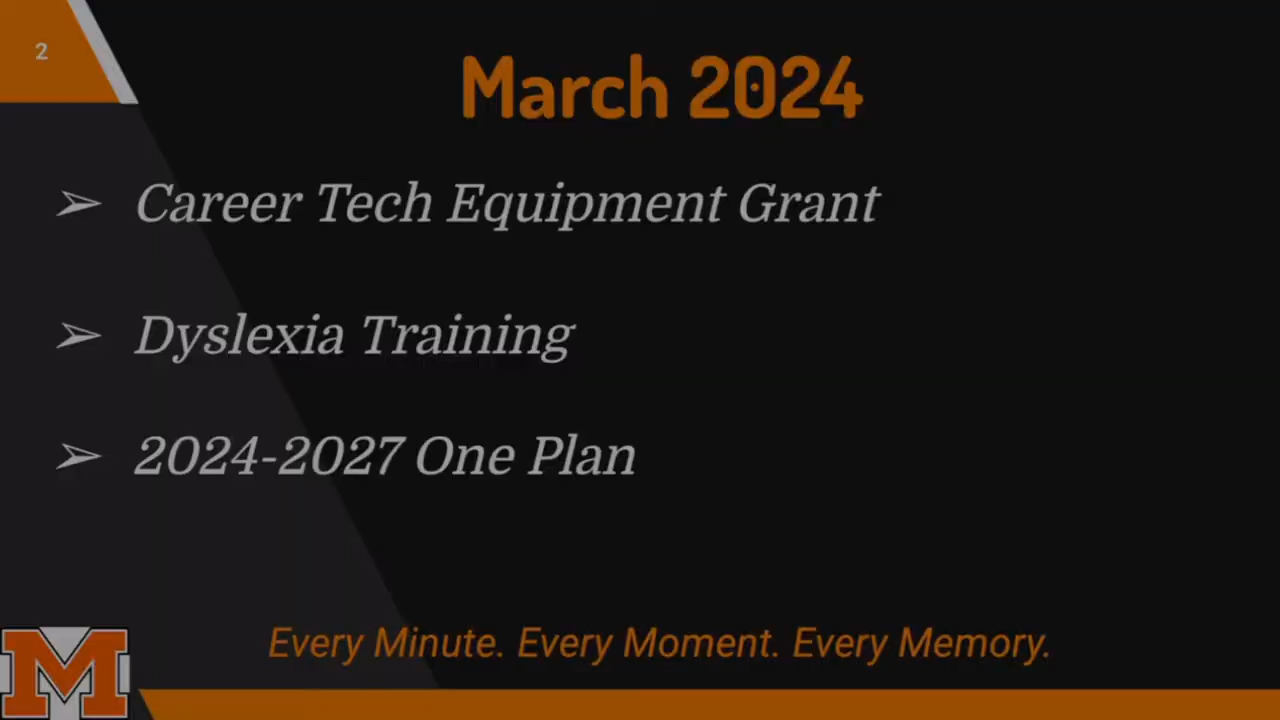 2
March 2024
➢ Career Tech Equipment Grant
➢ Dyslexia Training
➢ 2024-2027 One Plan
Every Minute. Every Moment. Every Memory.
M